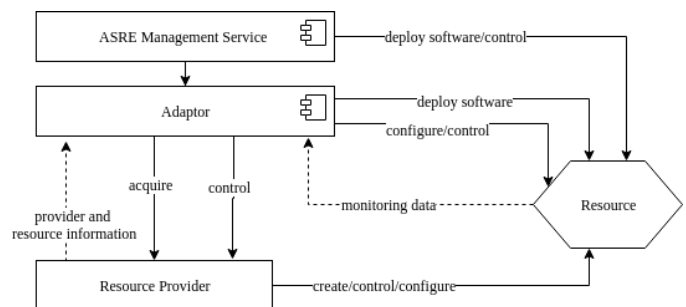 ASRE Management Service
deploy software/control
Adaptor
deploy software
configure/control
acquire
control
monitoring data
Resource
provider and
resource information
Resource Provider
create/control/configure